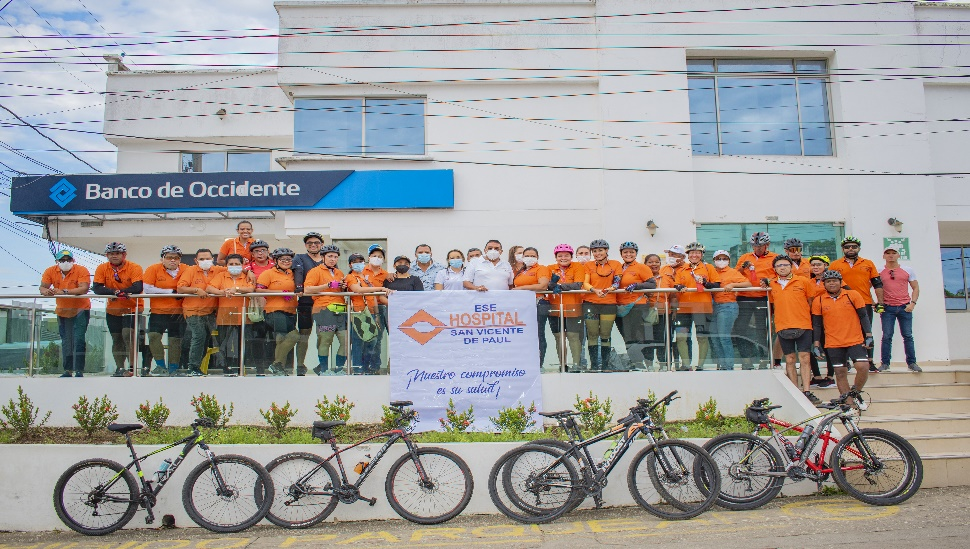 Banco de Occidente
ESE
HOSPITAL
SAN VICENTE
DE PAUL
¡Nuestro compromiso
es su salud!